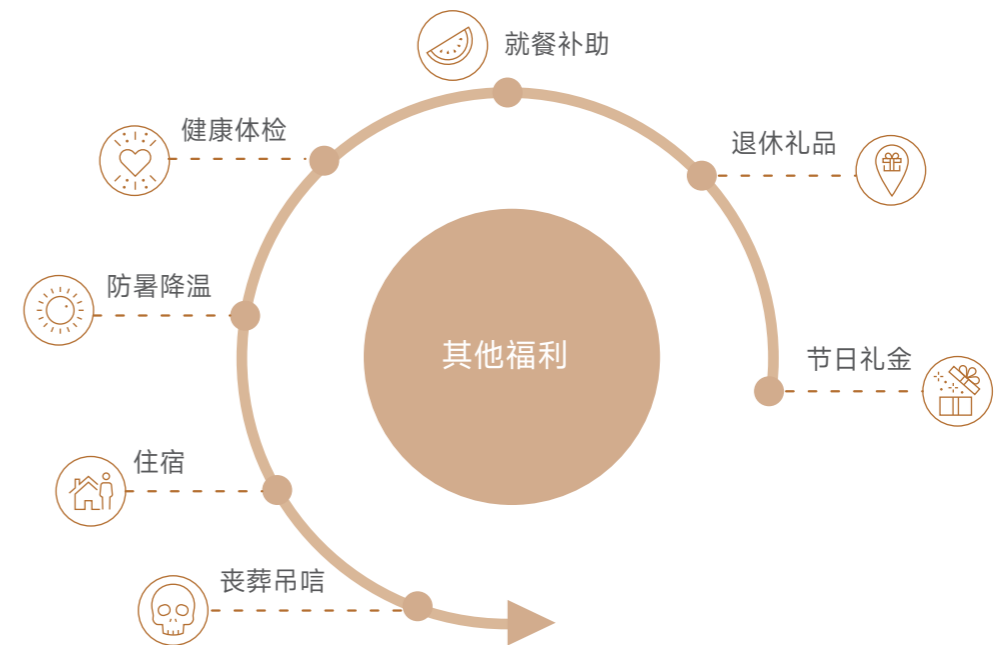 就餐补助
健康体检
退休礼品
防暑降温
其他福利
节日礼金
住宿
丧葬吊唁